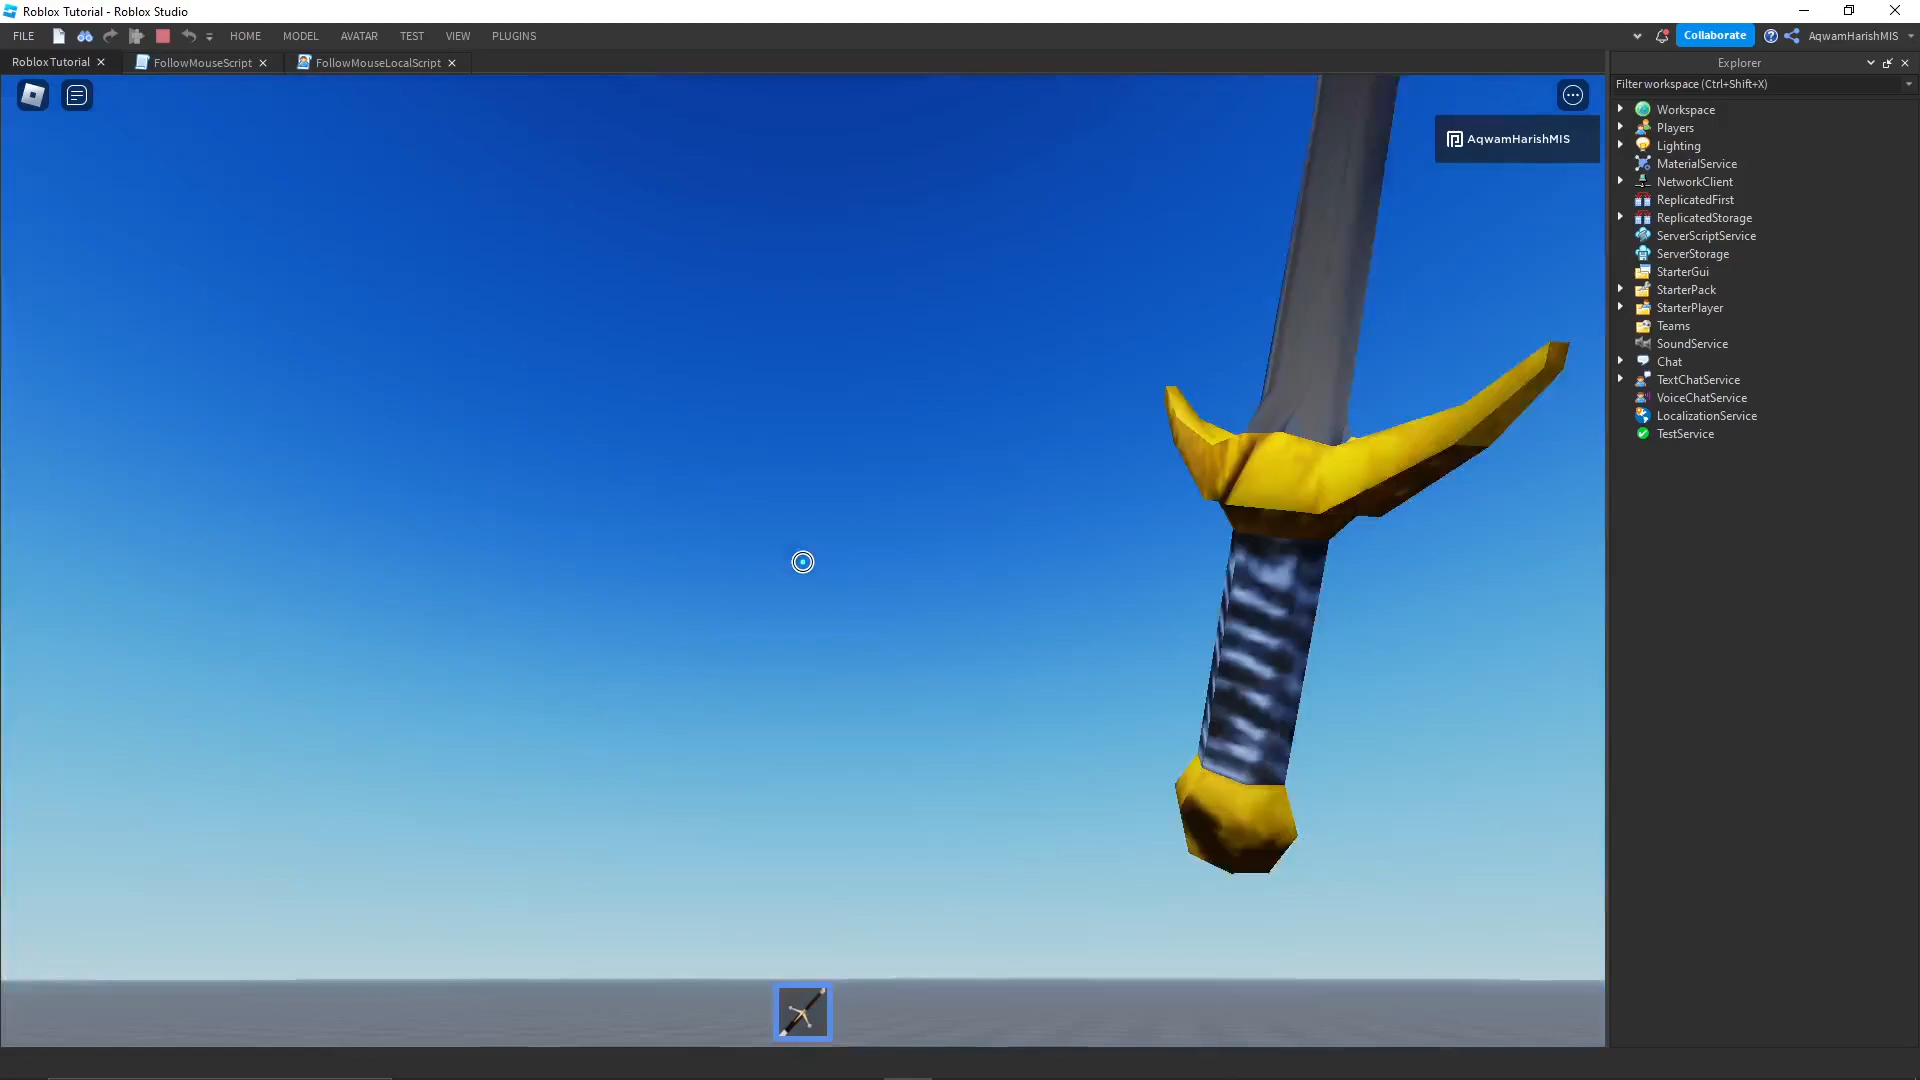 Roblox Tutorial - Roblox Studio
FILE HOME MODEL AVATAR TEST VIEW PLUGINS Collaborate AqwamHarishMIS
Roblox Tutorial FollowMouseScript FollowMouseLocalScript
Explorer
Filter workspace (Ctrl+Shift+X)
AqwamHarishMIS
Workspace
Players
Lighting
MaterialService
NetworkClient
ReplicatedFirst
ReplicatedStorage
ServerScriptService
ServerStorage
StarterGui
StarterPack
StarterPlayer
Teams
SoundService
Chat
TextChatService
VoiceChatService
LocalizationService
TestService